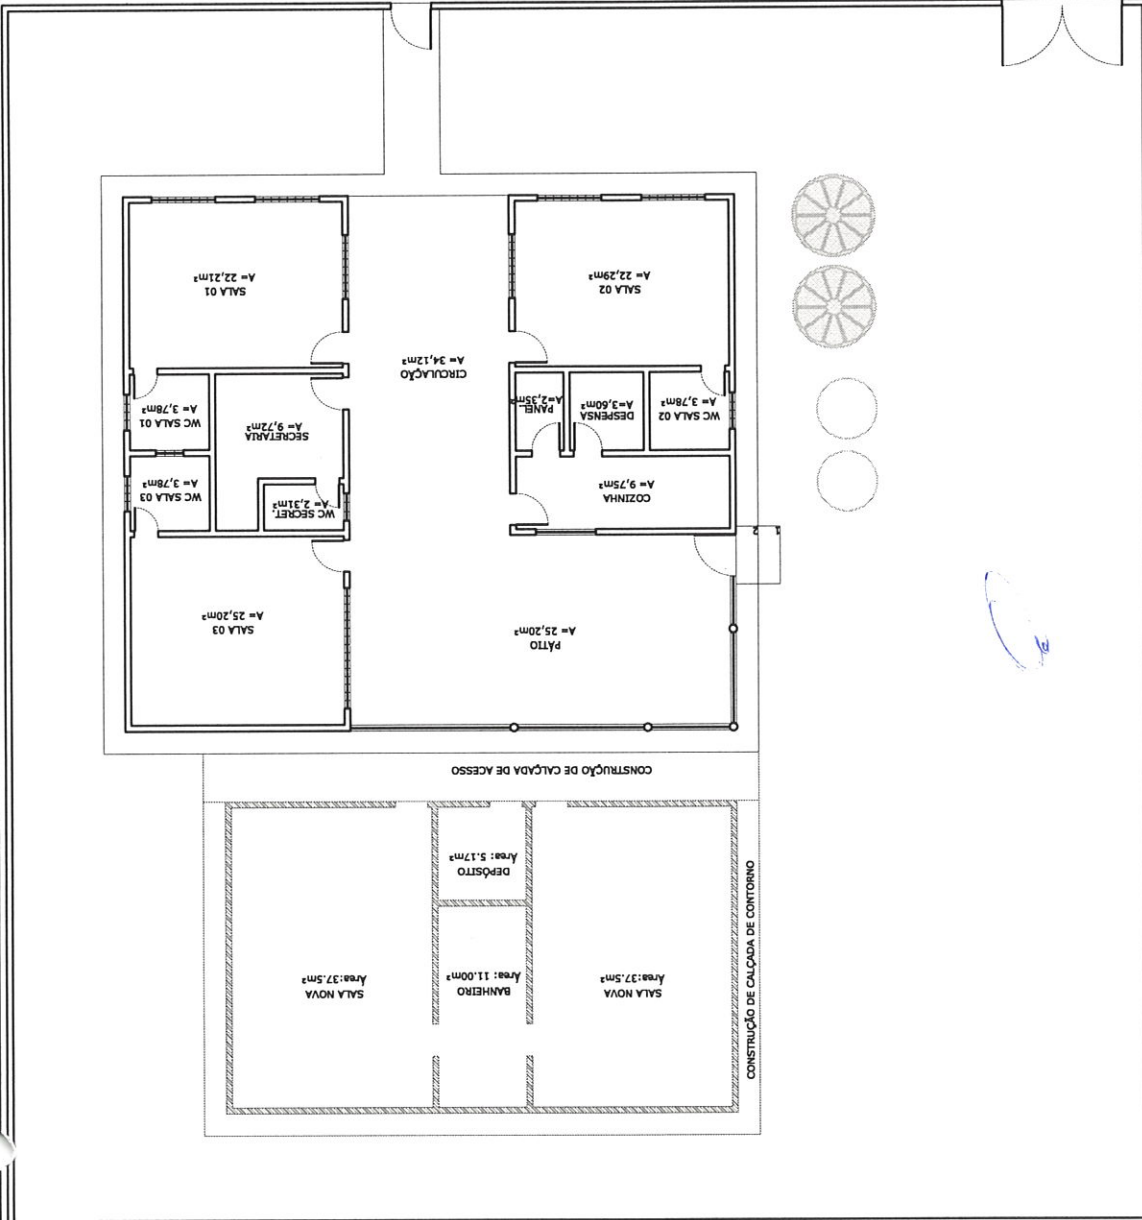 CONSTRUÇÃO DE CALÇADA DE CONTORNO
SALA NOVA
Área:37.5m²
BANHEIRO
Área: 11.00m²
SALA NOVA
Área:37.5m²
DEPÓSITO
Área: 5.17m²
CONSTRUÇÃO DE CALÇADA DE ACESSO
PÁTIO
A= 25,20m²
SALA 03
A= 25,20m²
COZINHA
A= 9,75m²
WC SECRET.
A= 2,31m²
WC SALA 03
A= 3,78m²
WC SALA 02
A= 3,78m²
DESPENSA
A=3,60m²
PANEL.
A=2,35m²
SECRETARIA
A= 9,72m²
WC SALA 01
A= 3,78m²
CIRCULAÇÃO
A= 34,12m²
SALA 02
A= 22,29m²
SALA 01
A= 22,21m²